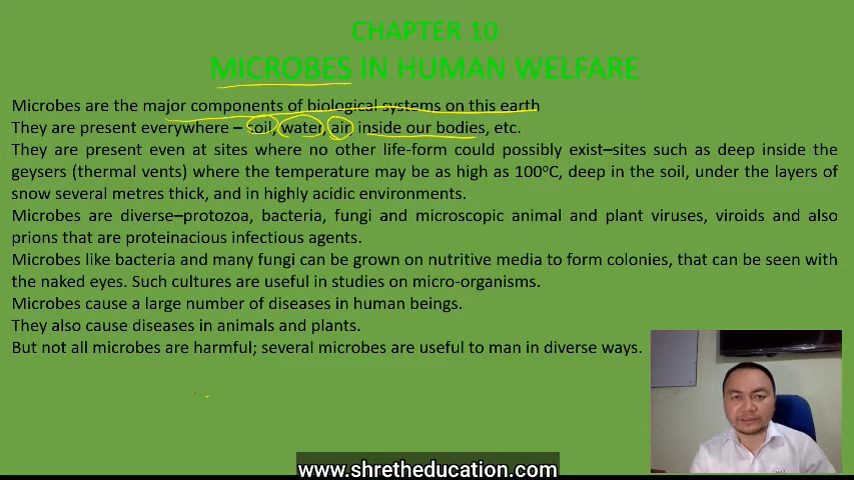 CHAPTER 10
MICROBES IN HUMAN WELFARE
Microbes are the major components of biological systems on this earth
They are present everywhere – soil, water, air, inside our bodies, etc.
They are present even at sites where no other life-form could possibly exist–sites such as deep inside the
geysers (thermal vents) where the temperature may be as high as 100⁰C, deep in the soil, under the layers of
snow several metres thick, and in highly acidic environments.
Microbes are diverse–protozoa, bacteria, fungi and microscopic animal and plant viruses, viroids and also
prions that are proteinacious infectious agents.
Microbes like bacteria and many fungi can be grown on nutritive media to form colonies, that can be seen with
the naked eyes. Such cultures are useful in studies on micro-organisms.
Microbes cause a large number of diseases in human beings.
They also cause diseases in animals and plants.
But not all microbes are harmful; several microbes are useful to man in diverse ways.
www.shretheducation.com